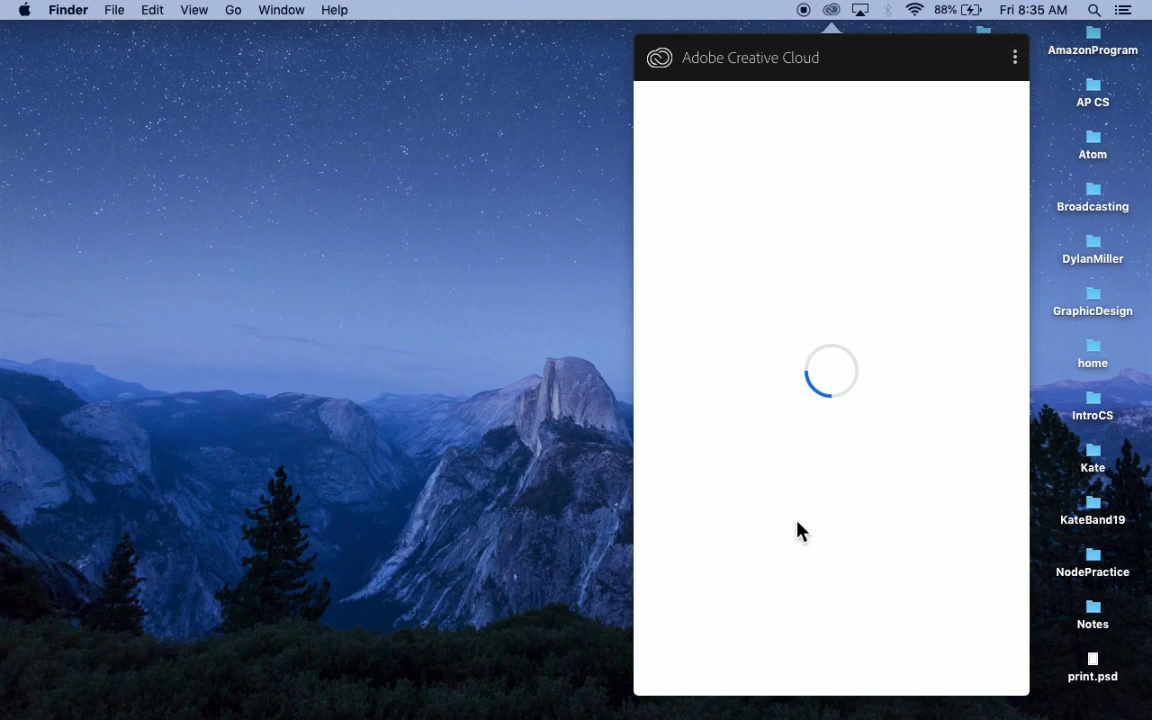 Finder File Edit View Go Window Help 88% Fri 8:35 AM
Adobe Creative Cloud
AmazonProgram
AP CS
Atom
Broadcasting
DylanMiller
GraphicDesign
home
IntroCS
Kate
KateBand19
NodePractice
Notes
print.psd